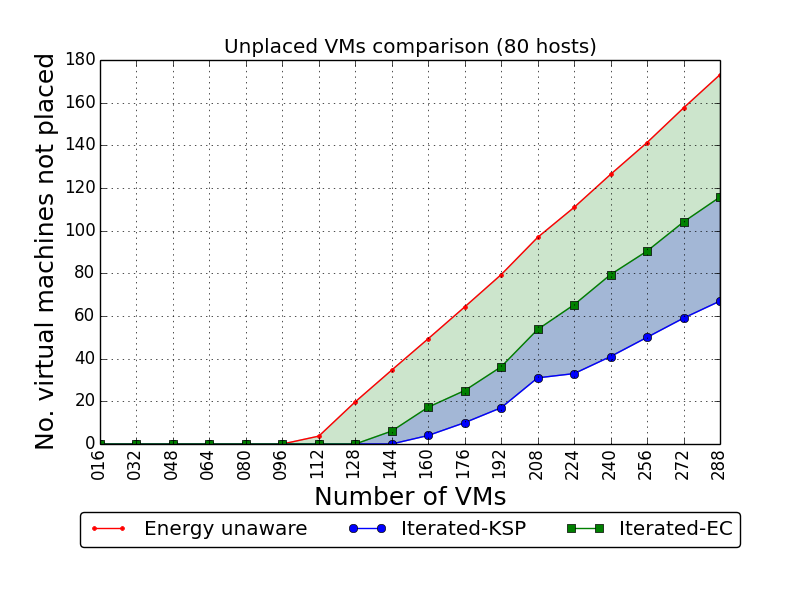 Unplaced VMs comparison (80 hosts)
No. virtual machines not placed
180
160
140
120
100
80
60
40
20
0
016 032 048 064 080 096 112 128 144 160 176 192 208 224 240 256 272 288
Number of VMs
Energy unaware Iterated-KSP Iterated-EC